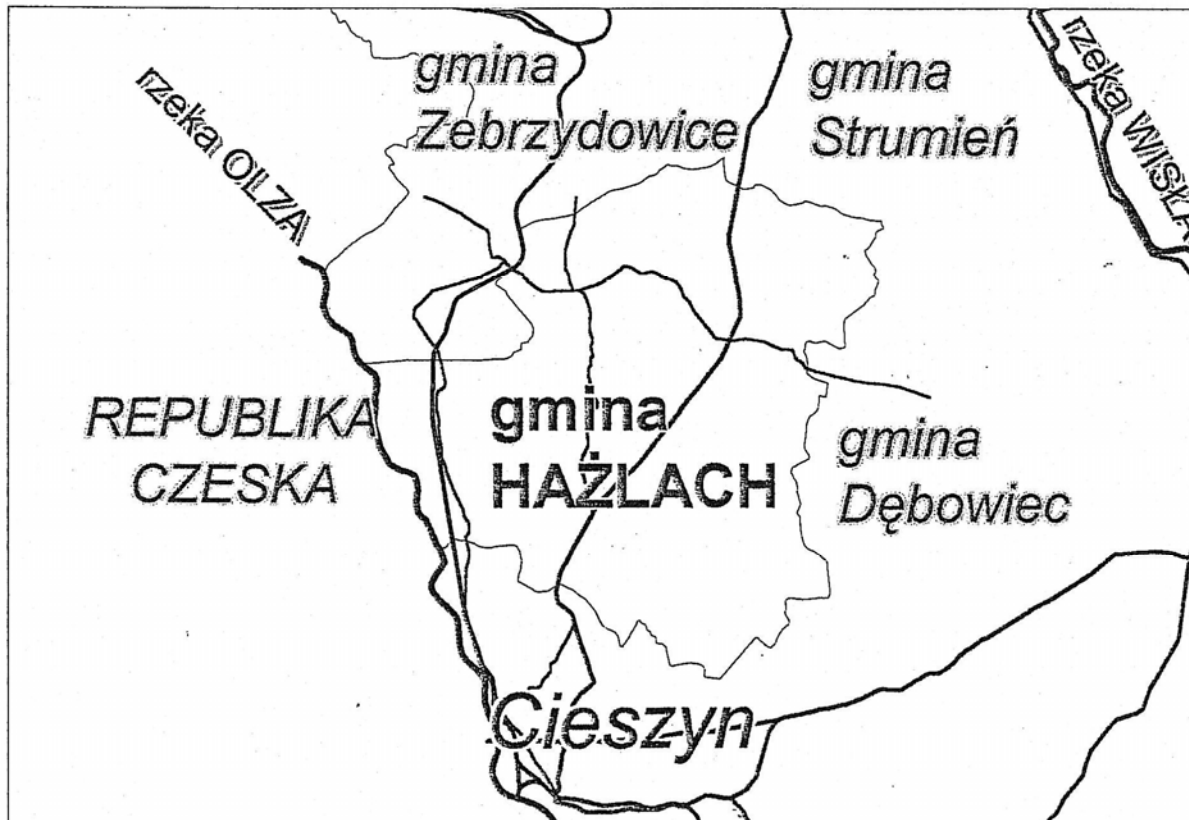 gmina
Zebrzydowice
gmina
Strumień
rzeka WISŁA
rzeka OLZA
REPUBLIKA
CZESKA
gmina
HAŻLACH
gmina
Dębowiec
Cieszyn